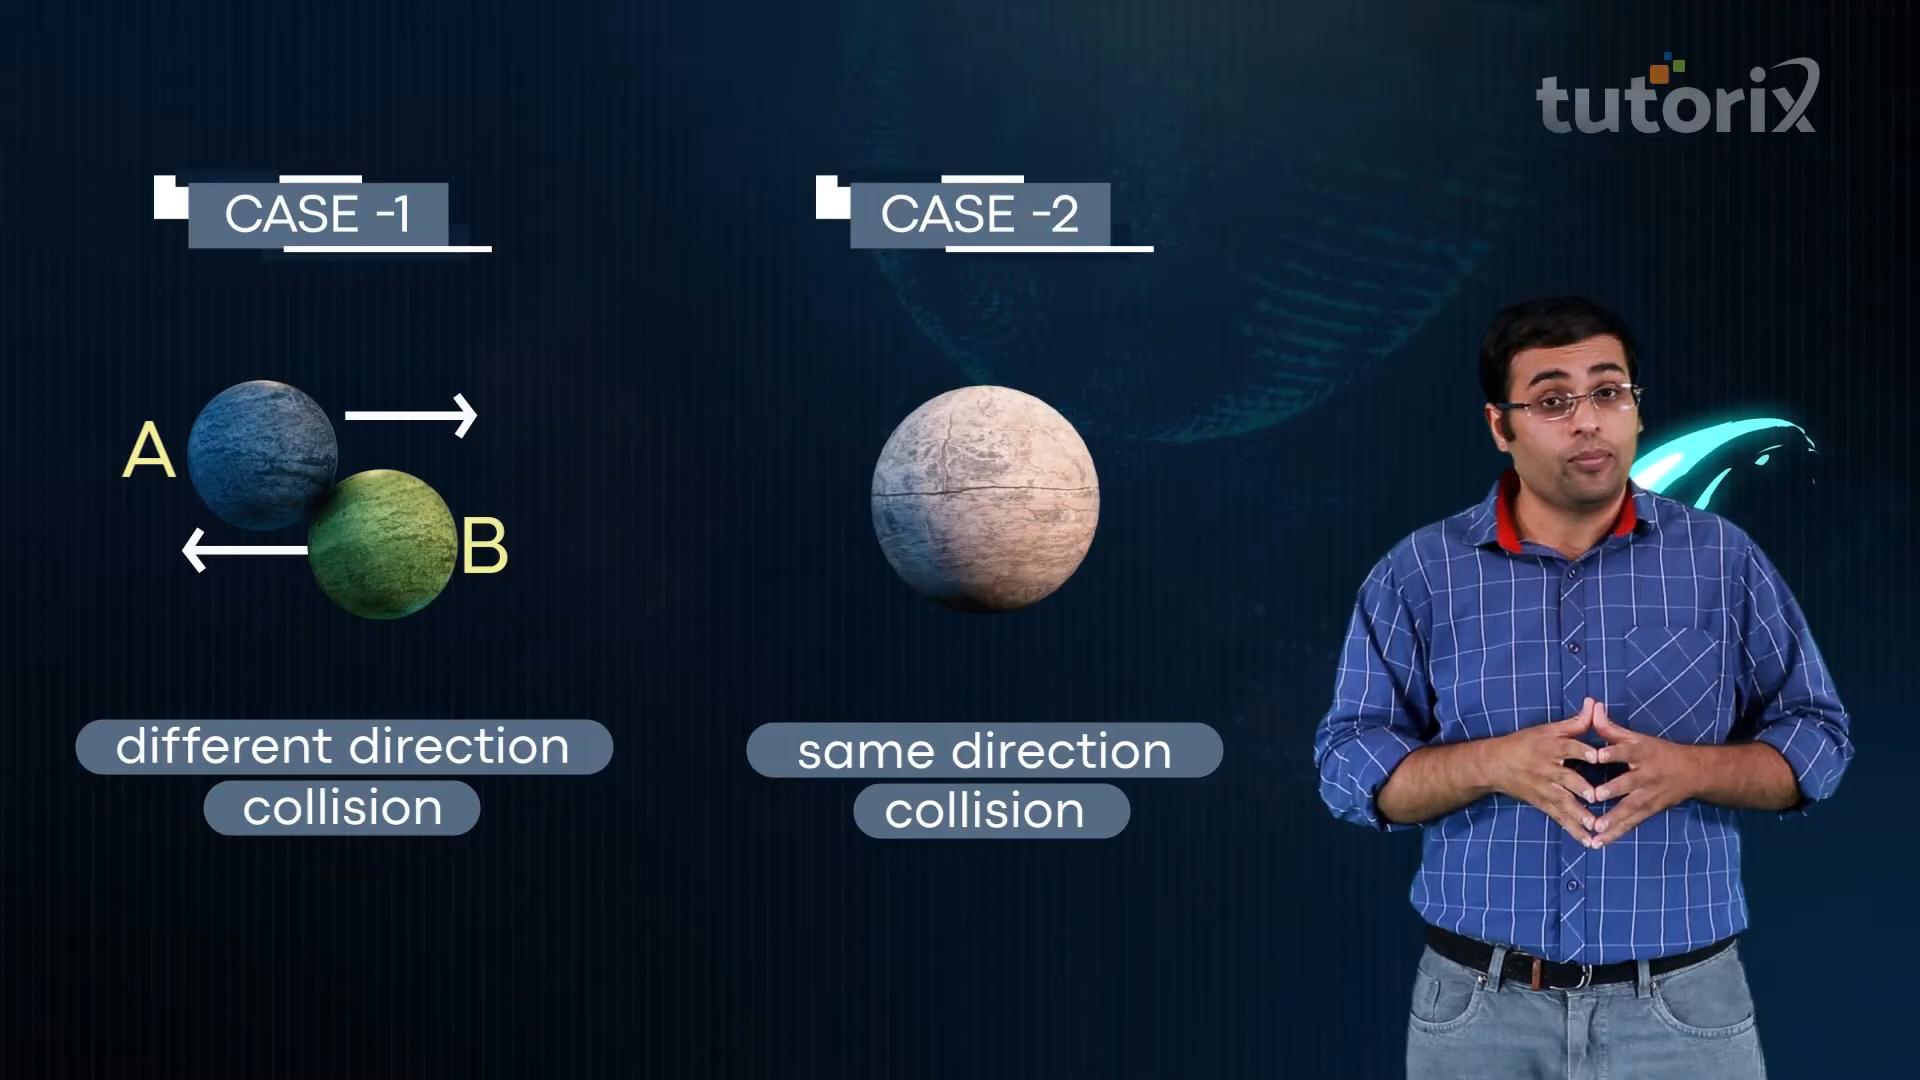 tutorix
CASE -1
CASE -2
A
B
different direction
collision
same direction
collision